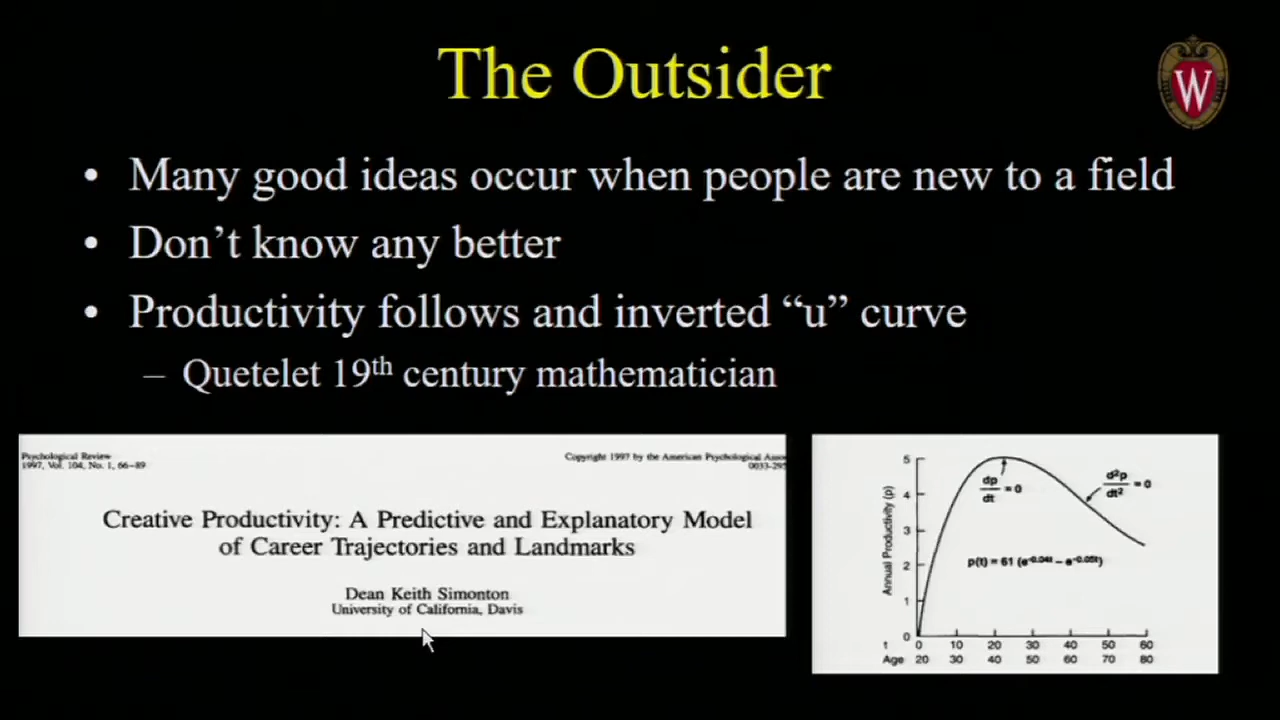 The Outsider
W
• Many good ideas occur when people are new to a field
• Don’t know any better
• Productivity follows and inverted “u” curve
– Quetelet 19th century mathematician
Psychological Review
1997, Vol. 104, No. 1, 66–89
Copyright 1997 by the American Psychological Asso
0033-295
Creative Productivity: A Predictive and Explanatory Model
of Career Trajectories and Landmarks
Dean Keith Simonton
University of California, Davis
Annual Productivity (p)
5
4
3
2
1
0
dp/dt = 0
d²p/dt² = 0
p(t) = 61 (e^-0.04t – e^-0.05t)
t 0 10 20 30 40 50 60
Age 20 30 40 50 60 70 80